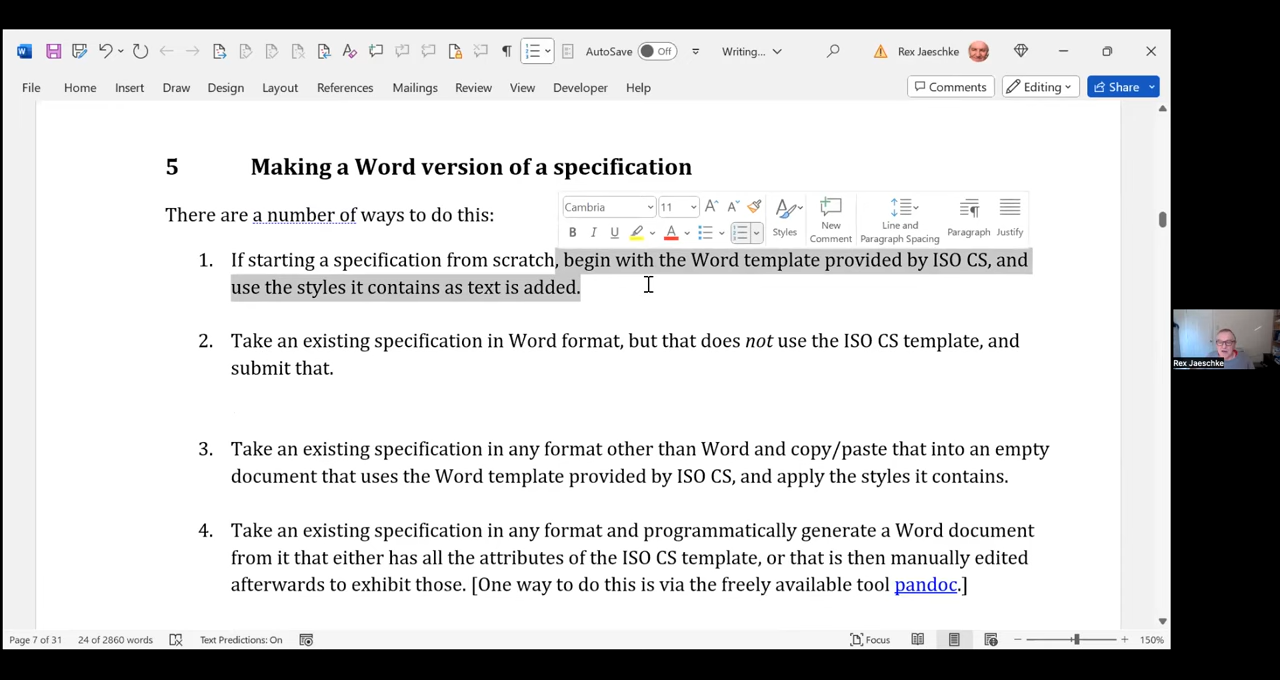 AutoSave Off Writing... Rex Jaeschke
File Home Insert Draw Design Layout References Mailings Review View Developer Help Comments Editing Share
5 Making a Word version of a specification
There are a number of ways to do this:
Cambria 11
B I U A Styles New Comment Line and Paragraph Spacing Paragraph Justify
1. If starting a specification from scratch, begin with the Word template provided by ISO CS, and
use the styles it contains as text is added.
2. Take an existing specification in Word format, but that does not use the ISO CS template, and
submit that.
3. Take an existing specification in any format other than Word and copy/paste that into an empty
document that uses the Word template provided by ISO CS, and apply the styles it contains.
4. Take an existing specification in any format and programmatically generate a Word document
from it that either has all the attributes of the ISO CS template, or that is then manually edited
afterwards to exhibit those. [One way to do this is via the freely available tool pandoc.]
Rex Jaeschke
Page 7 of 31 24 of 2860 words Text Predictions: On Focus 150%